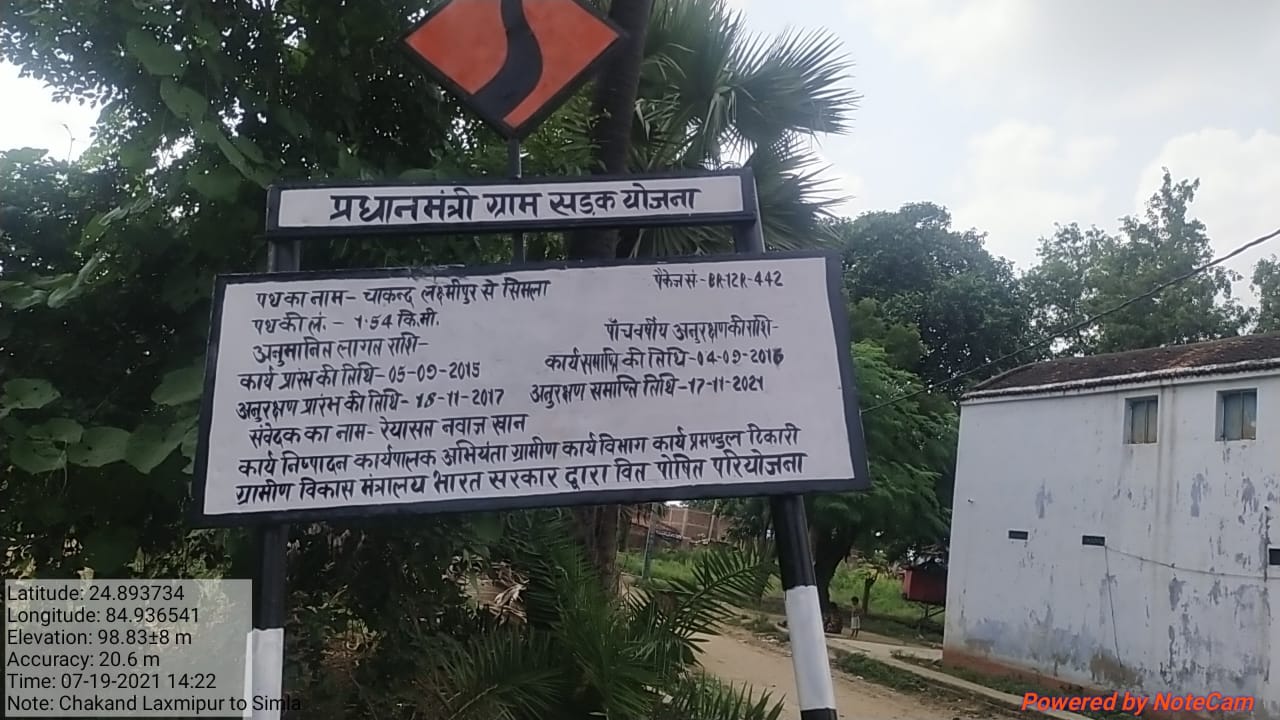 प्रधानमंत्री ग्राम सड़क योजना
पथ का नाम- चाकन्द लक्ष्मीपुर से सिमला
पैकेज सं.- BR-12R-442
पथ की लं. - 1.54 कि.मी.
अनुमानित लागत राशि-
पाँचवर्षीय अनुरक्षण की राशि-
कार्य प्रारंभ की तिथि- 05-09-2015
कार्य समाप्ति की तिथि- 04-09-2016
अनुरक्षण प्रारंभ की तिथि- 18-11-2017
अनुरक्षण समाप्ति तिथि- 17-11-2021
संवेदक का नाम- रेयासत नवाज खान
कार्य निष्पादन कार्यपालक अभियंता ग्रामीण कार्य विभाग कार्य प्रमण्डल टिकारी
ग्रामीण विकास मंत्रालय भारत सरकार द्वारा वित पोषित परियोजना
Latitude: 24.893734
Longitude: 84.936541
Elevation: 98.83±8 m
Accuracy: 20.6 m
Time: 07-19-2021 14:22
Note: Chakand Laxmipur to Simla
Powered by NoteCam